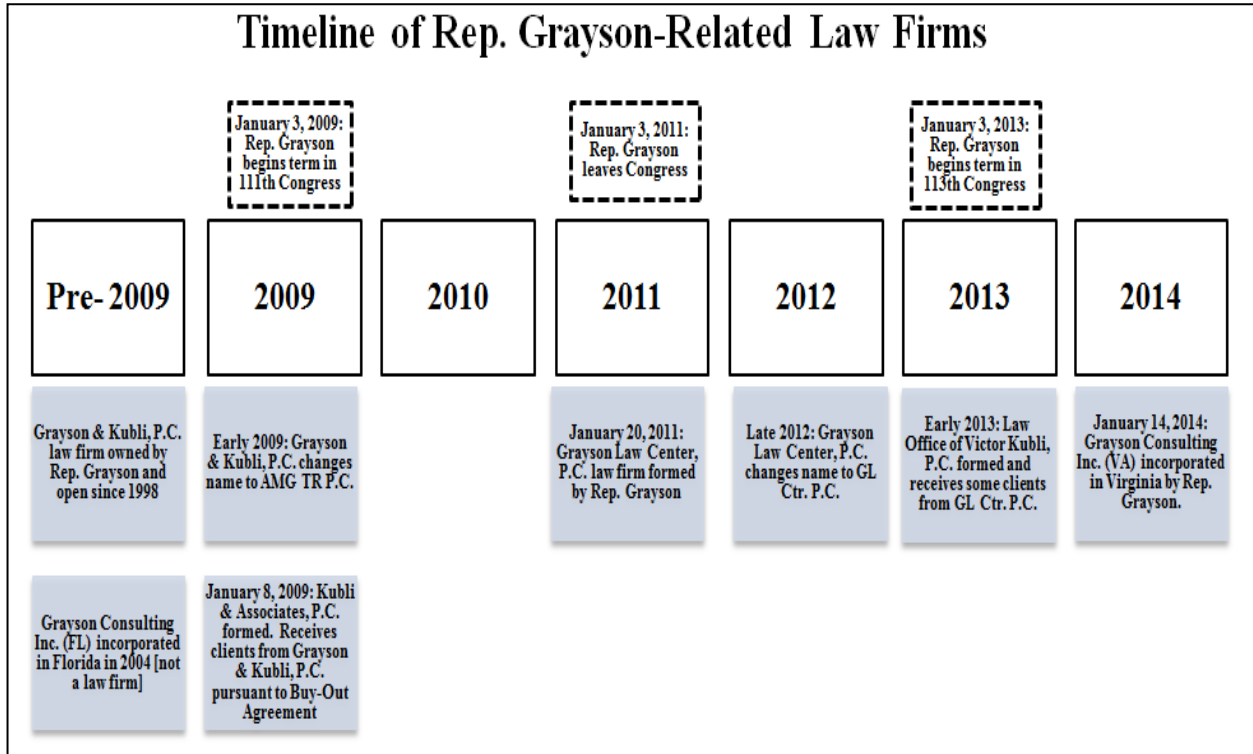 Timeline of Rep. Grayson-Related Law Firms
January 3, 2009:
Rep. Grayson
begins term in
111th Congress
January 3, 2011:
Rep. Grayson
leaves Congress
January 3, 2013:
Rep. Grayson
begins term in
113th Congress
Pre- 2009
2009
2010
2011
2012
2013
2014
Grayson & Kubli, P.C.
law firm owned by
Rep. Grayson and
open since 1998
Early 2009: Grayson
& Kubli, P.C. changes
name to AMG TR P.C.
January 20, 2011:
Grayson Law Center,
P.C. law firm formed
by Rep. Grayson
Late 2012: Grayson
Law Center, P.C.
changes name to GL
Ctr. P.C.
Early 2013: Law
Office of Victor Kubli,
P.C. formed and
receives some clients
from GL Ctr. P.C.
January 14, 2014:
Grayson Consulting
Inc. (VA) incorporated
in Virginia by Rep.
Grayson.
Grayson Consulting
Inc. (FL) incorporated
in Florida in 2004 [not
a law firm]
January 8, 2009: Kubli
& Associates, P.C.
formed. Receives
clients from Grayson
& Kubli, P.C.
pursuant to Buy-Out
Agreement